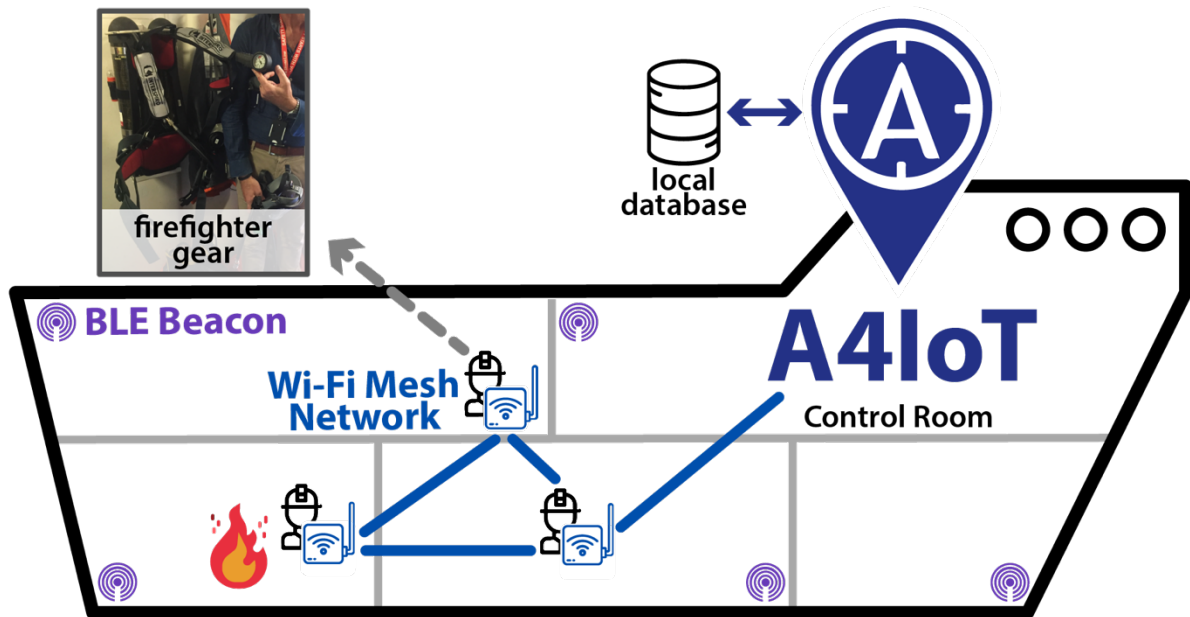 firefighter
gear
local
database
A
BLE Beacon
A4IoT
Control Room
Wi-Fi Mesh
Network